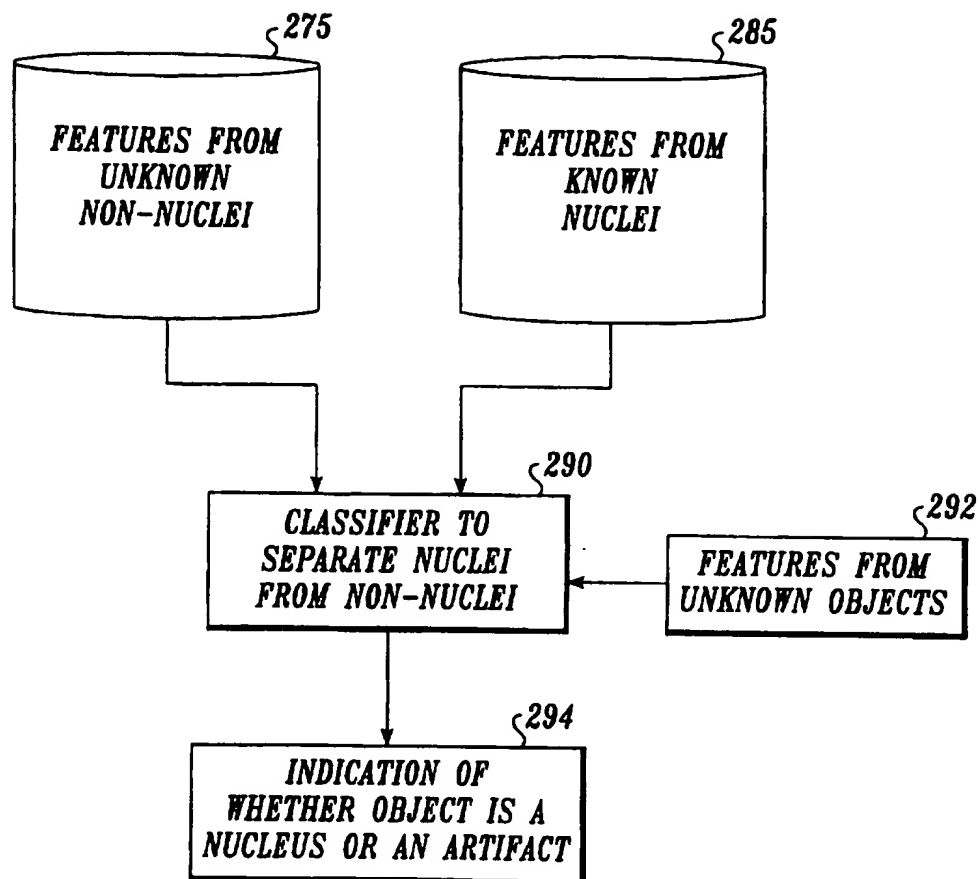 275
FEATURES FROM
UNKNOWN
NON-NUCLEI
285
FEATURES FROM
KNOWN
NUCLEI
290
CLASSIFIER TO
SEPARATE NUCLEI
FROM NON-NUCLEI
292
FEATURES FROM
UNKNOWN OBJECTS
294
INDICATION OF
WHETHER OBJECT IS A
NUCLEUS OR AN ARTIFACT